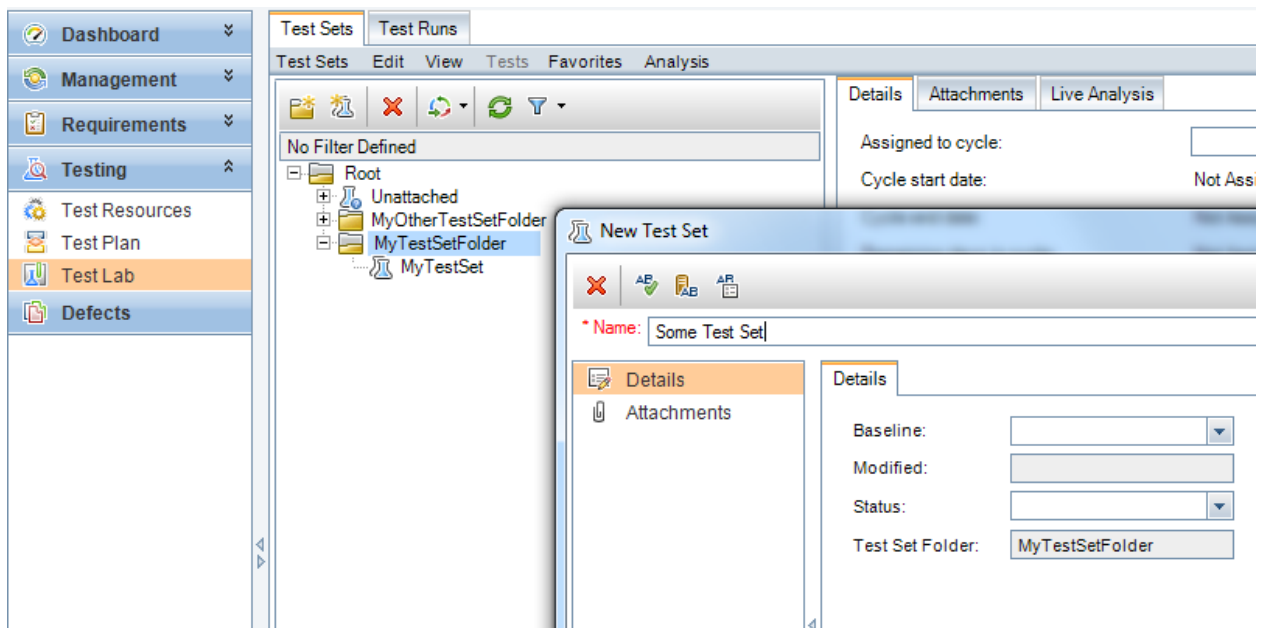 Dashboard
Management
Requirements
Testing
Test Resources
Test Plan
Test Lab
Defects
Test Sets Test Runs
Test Sets Edit View Tests Favorites Analysis
No Filter Defined
Root
Unattached
MyOtherTestSetFolder
MyTestSetFolder
MyTestSet
Details Attachments Live Analysis
Assigned to cycle:
Cycle start date: Not Assi
New Test Set
* Name: Some Test Set
Details
Attachments
Details
Baseline:
Modified:
Status:
Test Set Folder: MyTestSetFolder